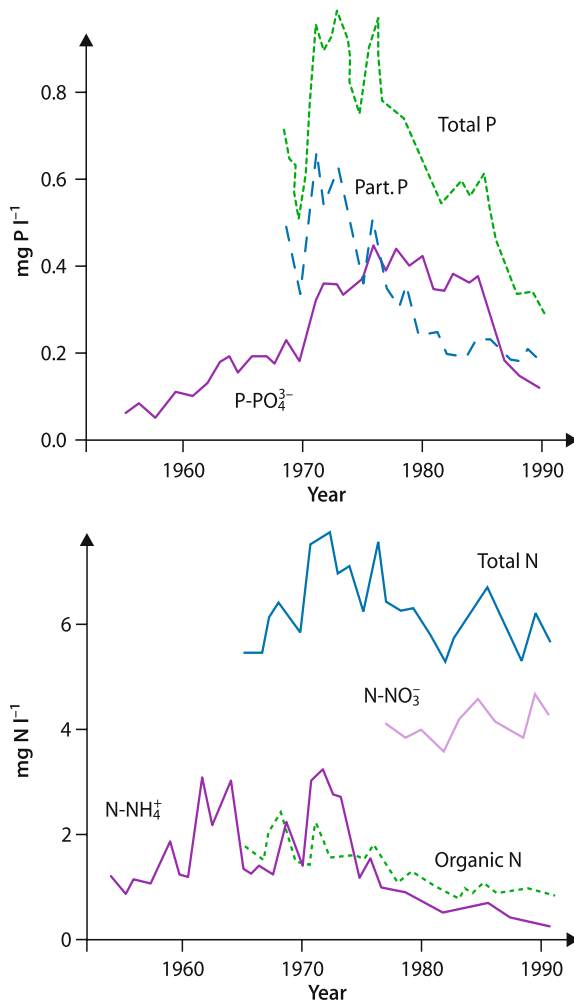 Total P
0.8
Part. P
0.6
mg P l⁻¹
0.4
0.2
P-PO₄³⁻
0.0
1960 1970 1980 1990
Year
Total N
6
N-NO₃⁻
4
mg N l⁻¹
N-NH₄⁺
2
Organic N
0
1960 1970 1980 1990
Year